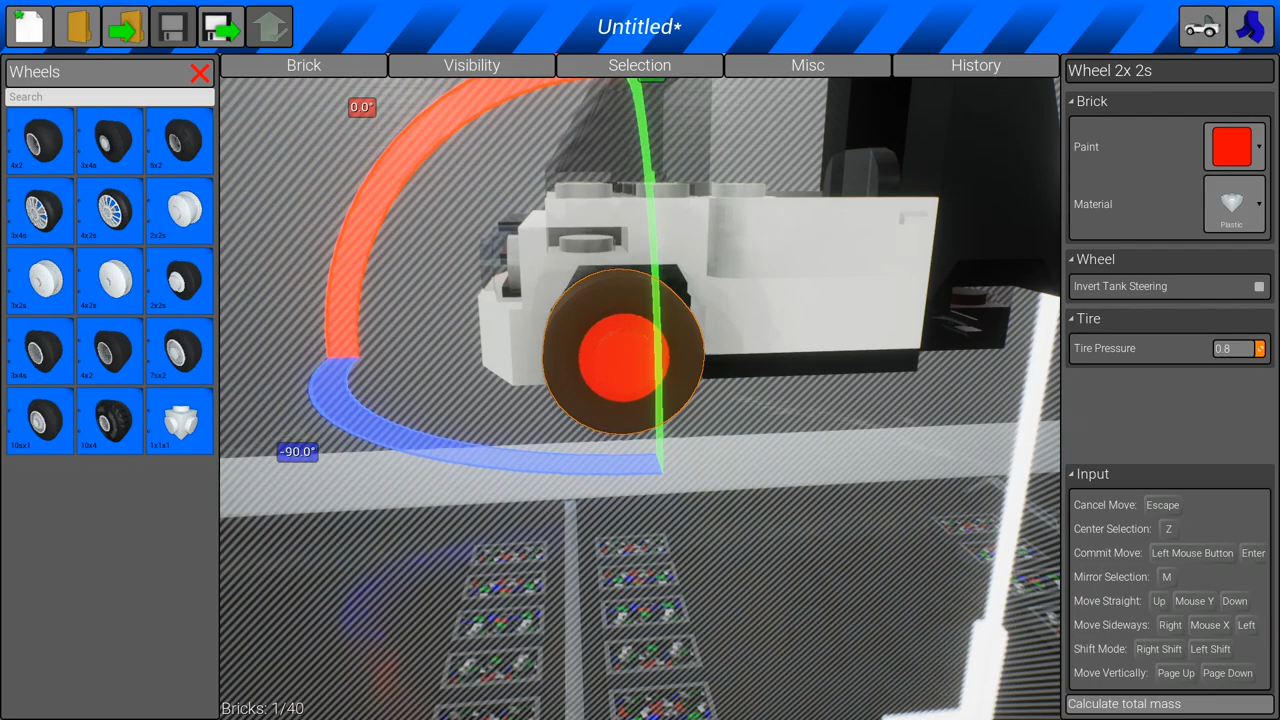 Untitled*
Brick
Visibility
Selection
Misc
History
Wheels
Search
4x2
3x4s
5x2
3x4s
4x2s
2x2s
3x2s
4x2s
2x2s
3x4s
4x2
7sx2
10sx1
10x4
1x1x1
0.0°
-90.0°
Bricks: 1/40
Wheel 2x 2s
Brick
Paint
Material
Plastic
Wheel
Invert Tank Steering
Tire
Tire Pressure 0.8
Input
Cancel Move: Escape
Center Selection: Z
Commit Move: Left Mouse Button Enter
Mirror Selection: M
Move Straight: Up Mouse Y Down
Move Sideways: Right Mouse X Left
Shift Mode: Right Shift Left Shift
Move Vertically: Page Up Page Down
Calculate total mass